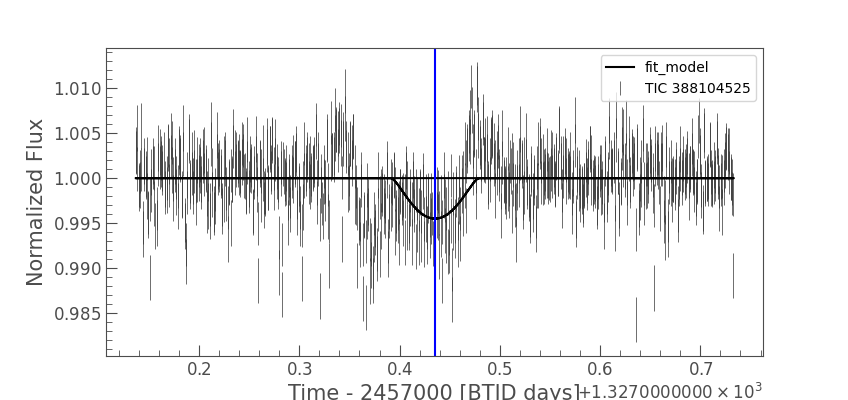 fit_model
TIC 388104525
Normalized Flux
1.010
1.005
1.000
0.995
0.990
0.985
0.2 0.3 0.4 0.5 0.6 0.7
Time - 2457000 [BTJD days]
+1.3270000000 × 10³